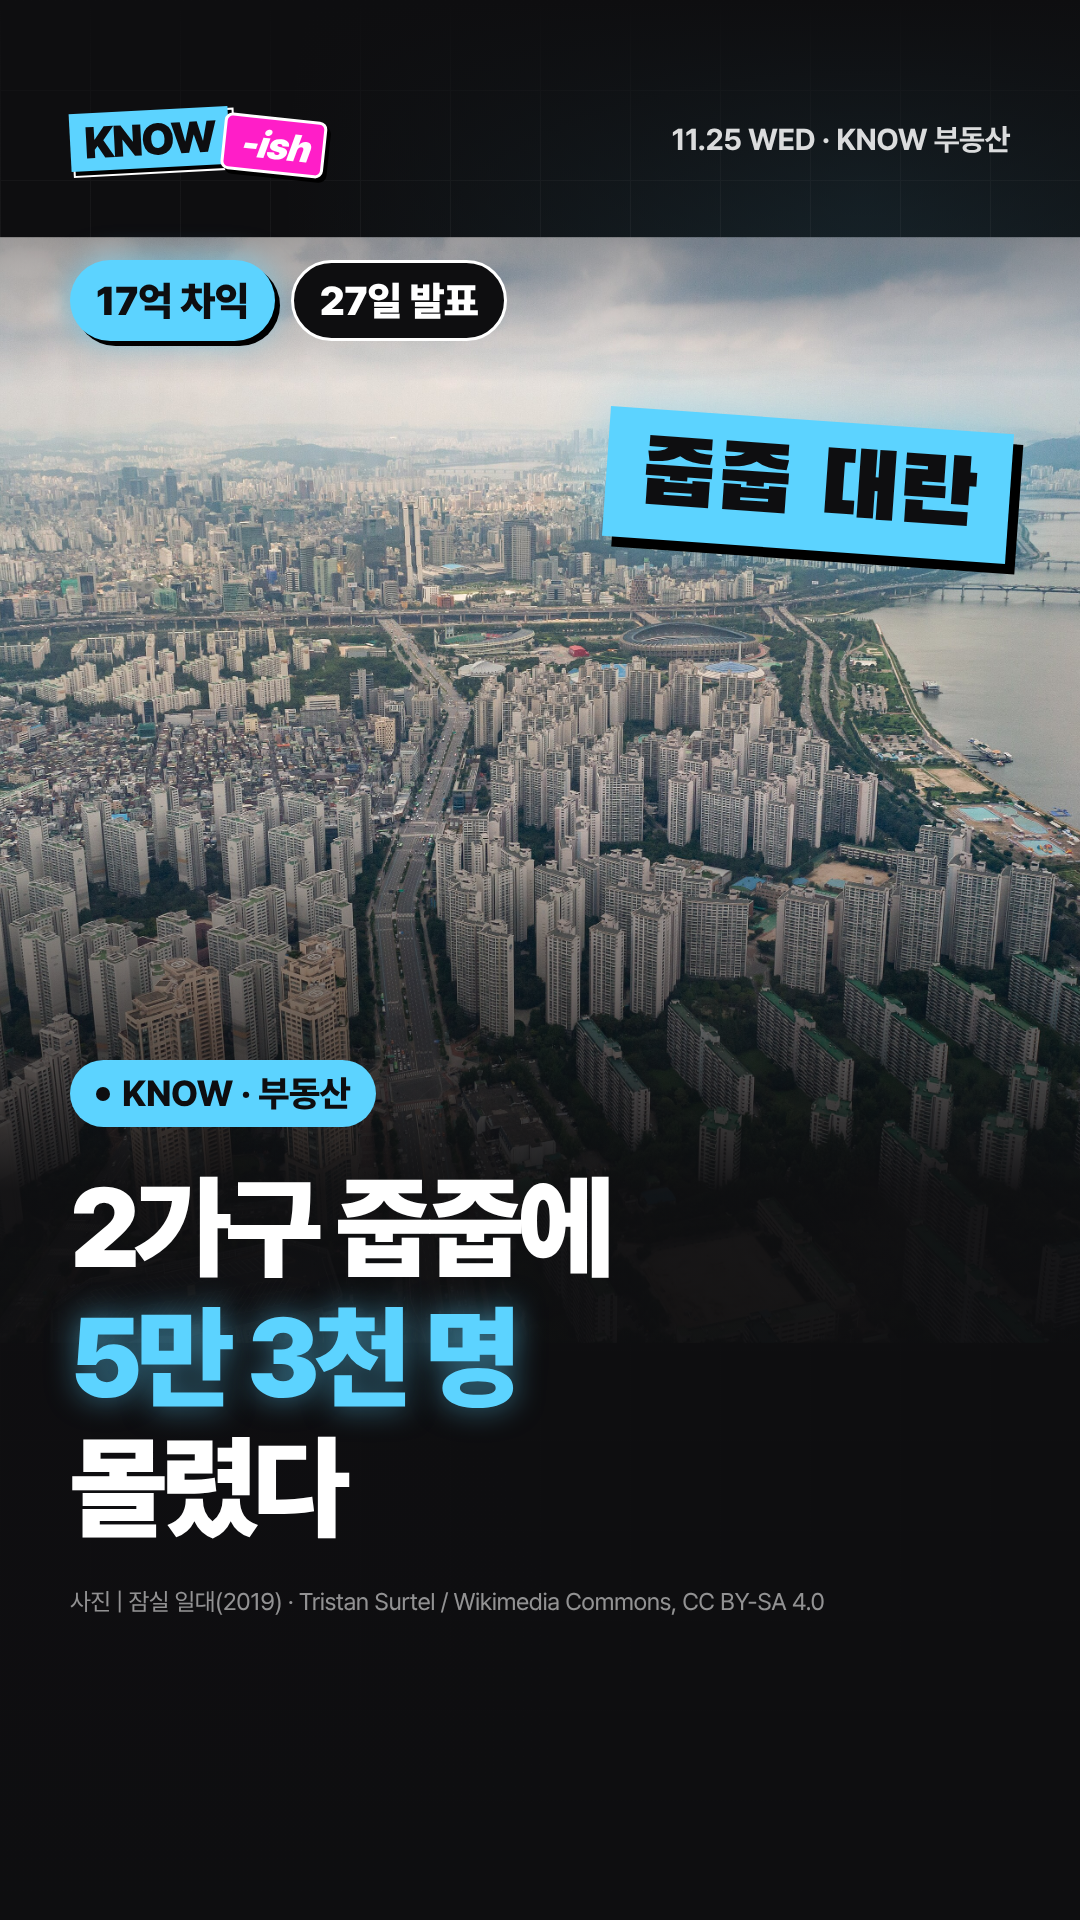 KNOW -ish
11.25 WED · KNOW 부동산
17억 차익
27일 발표
줍줍 대란
• KNOW · 부동산
2가구 줍줍에
5만 3천 명
몰렸다
사진 | 잠실 일대(2019) · Tristan Surtel / Wikimedia Commons, CC BY-SA 4.0